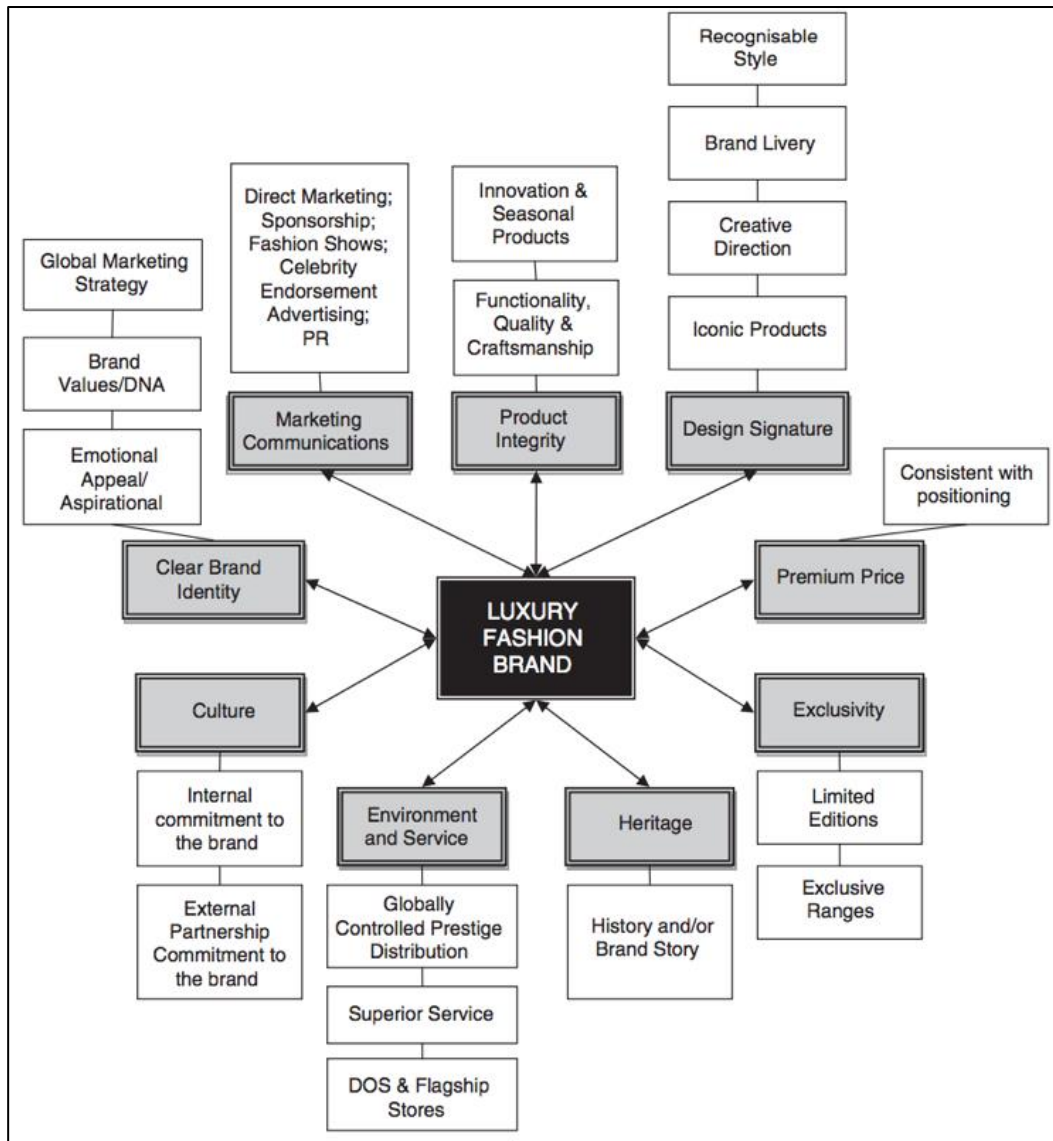 Recognisable
Style
Brand Livery
Creative
Direction
Iconic Products
Design Signature
Innovation &
Seasonal
Products
Functionality,
Quality &
Craftsmanship
Product
Integrity
Direct Marketing;
Sponsorship;
Fashion Shows;
Celebrity
Endorsement
Advertising;
PR
Marketing
Communications
Global Marketing
Strategy
Brand
Values/DNA
Emotional
Appeal/
Aspirational
Clear Brand
Identity
Consistent with
positioning
Premium Price
LUXURY
FASHION
BRAND
Culture
Internal
commitment to
the brand
External
Partnership
Commitment to
the brand
Environment
and Service
Globally
Controlled Prestige
Distribution
Superior Service
DOS & Flagship
Stores
Heritage
History and/or
Brand Story
Exclusivity
Limited
Editions
Exclusive
Ranges